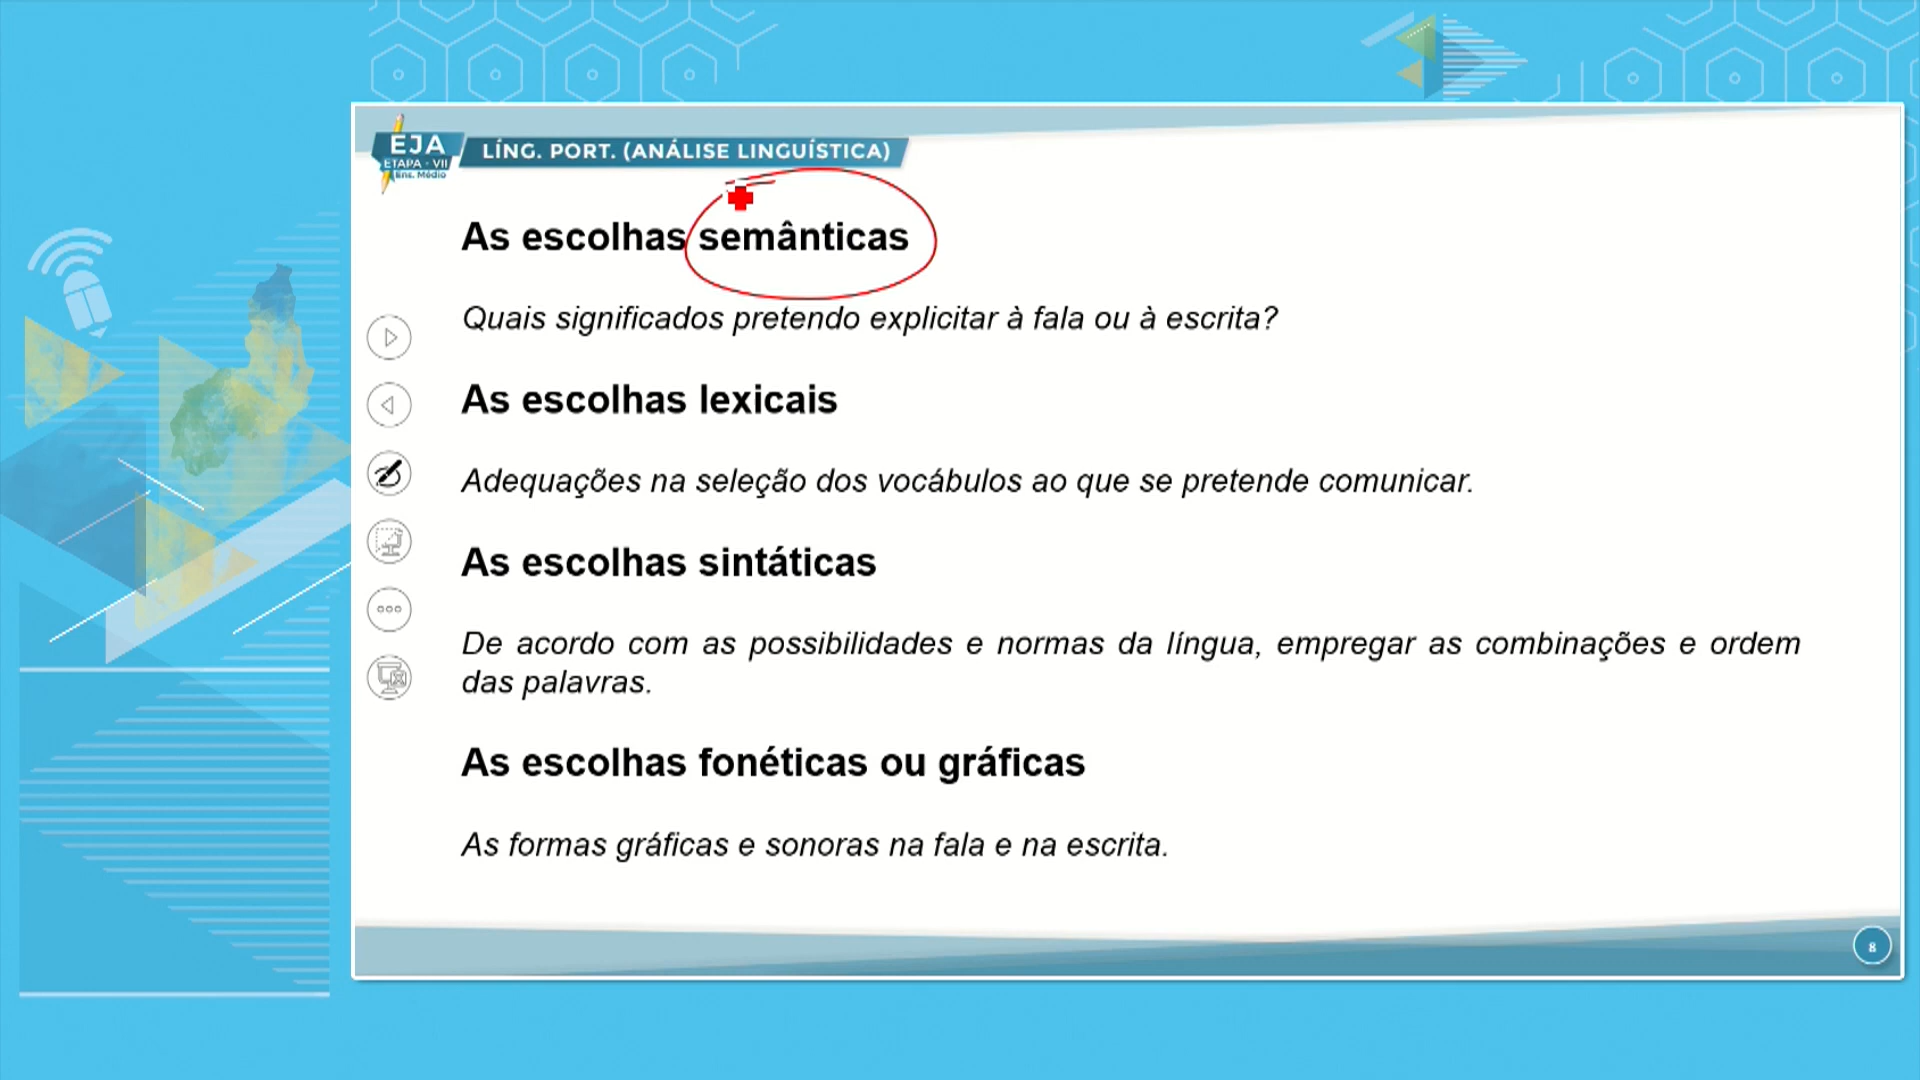 EJA
ETAPA - VII
Ens. Médio
LÍNG. PORT. (ANÁLISE LINGUÍSTICA)
As escolhas semânticas
Quais significados pretendo explicitar à fala ou à escrita?
As escolhas lexicais
Adequações na seleção dos vocábulos ao que se pretende comunicar.
As escolhas sintáticas
De acordo com as possibilidades e normas da língua, empregar as combinações e ordem
das palavras.
As escolhas fonéticas ou gráficas
As formas gráficas e sonoras na fala e na escrita.
8